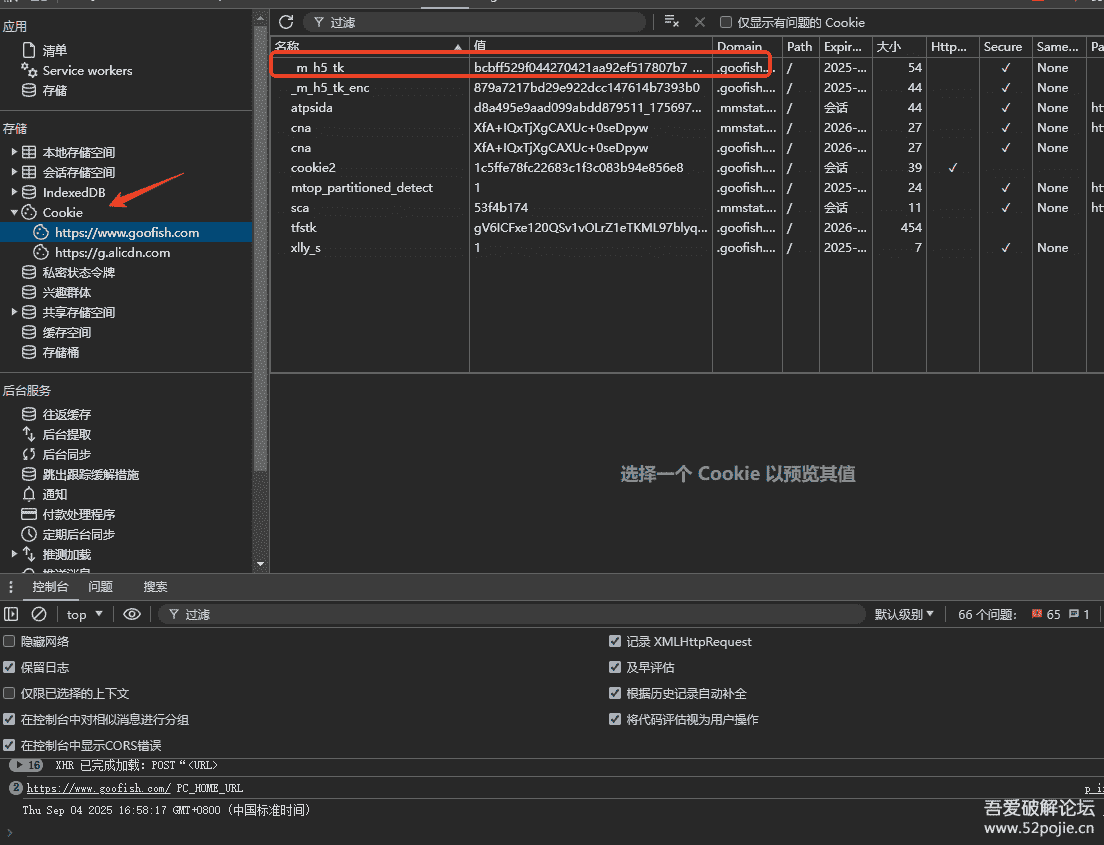 应用
清单
Service workers
存储
存储
本地存储空间
会话存储空间
IndexedDB
Cookie
https://www.goofish.com
https://g.alicdn.com
私密状态令牌
兴趣群体
共享存储空间
缓存空间
存储桶
后台服务
往返缓存
后台提取
后台同步
跳出跟踪缓解措施
通知
付款处理程序
定期后台同步
推测加载
推送消息
过滤 仅显示有问题的 Cookie
名称 值 Domain Path Expir... 大小 Http... Secure Same... Pa
_m_h5_tk bcbff529f044270421aa92ef517807b7_... .goofish.... / 2025-... 54 ✓ None
_m_h5_tk_enc 879a7217bd29e922dcc147614b7393b0 .goofish.... / 2025-... 44 ✓ None
atpsida d8a495e9aad099abdd879511_175697... .mmstat.... / 会话 44 ✓ None ht
cna XfA+IQxTjXgCAXUc+0seDpyw .mmstat.... / 2026-... 27 ✓ None ht
cna XfA+IQxTjXgCAXUc+0seDpyw .goofish.... / 2026-... 27 ✓ None
cookie2 1c5ffe78fc22683c1f3c083b94e856e8 .goofish.... / 会话 39 ✓
mtop_partitioned_detect 1 .goofish.... / 2025-... 24 ✓ None ht
sca 53f4b174 .mmstat.... / 会话 11 ✓ None ht
tfstk gV6ICFxe120QSv1vOLrZ1eTKML97blyq... .goofish.... / 2026-... 454
xlly_s 1 .goofish.... / 2025-... 7 ✓ None
选择一个 Cookie 以预览其值
控制台 问题 搜索
top 过滤 默认级别 66 个问题: 65 1
隐藏网络 记录 XMLHttpRequest
保留日志 及早评估
仅限已选择的上下文 根据历史记录自动补全
在控制台中对相似消息进行分组 将代码评估视为用户操作
在控制台中显示CORS错误
16 XHR 已完成加载: POST "<URL>
2 https://www.goofish.com/ PC_HOME_URL
Thu Sep 04 2025 16:58:17 GMT+0800 (中国标准时间)
吾爱破解论坛
www.52pojie.cn